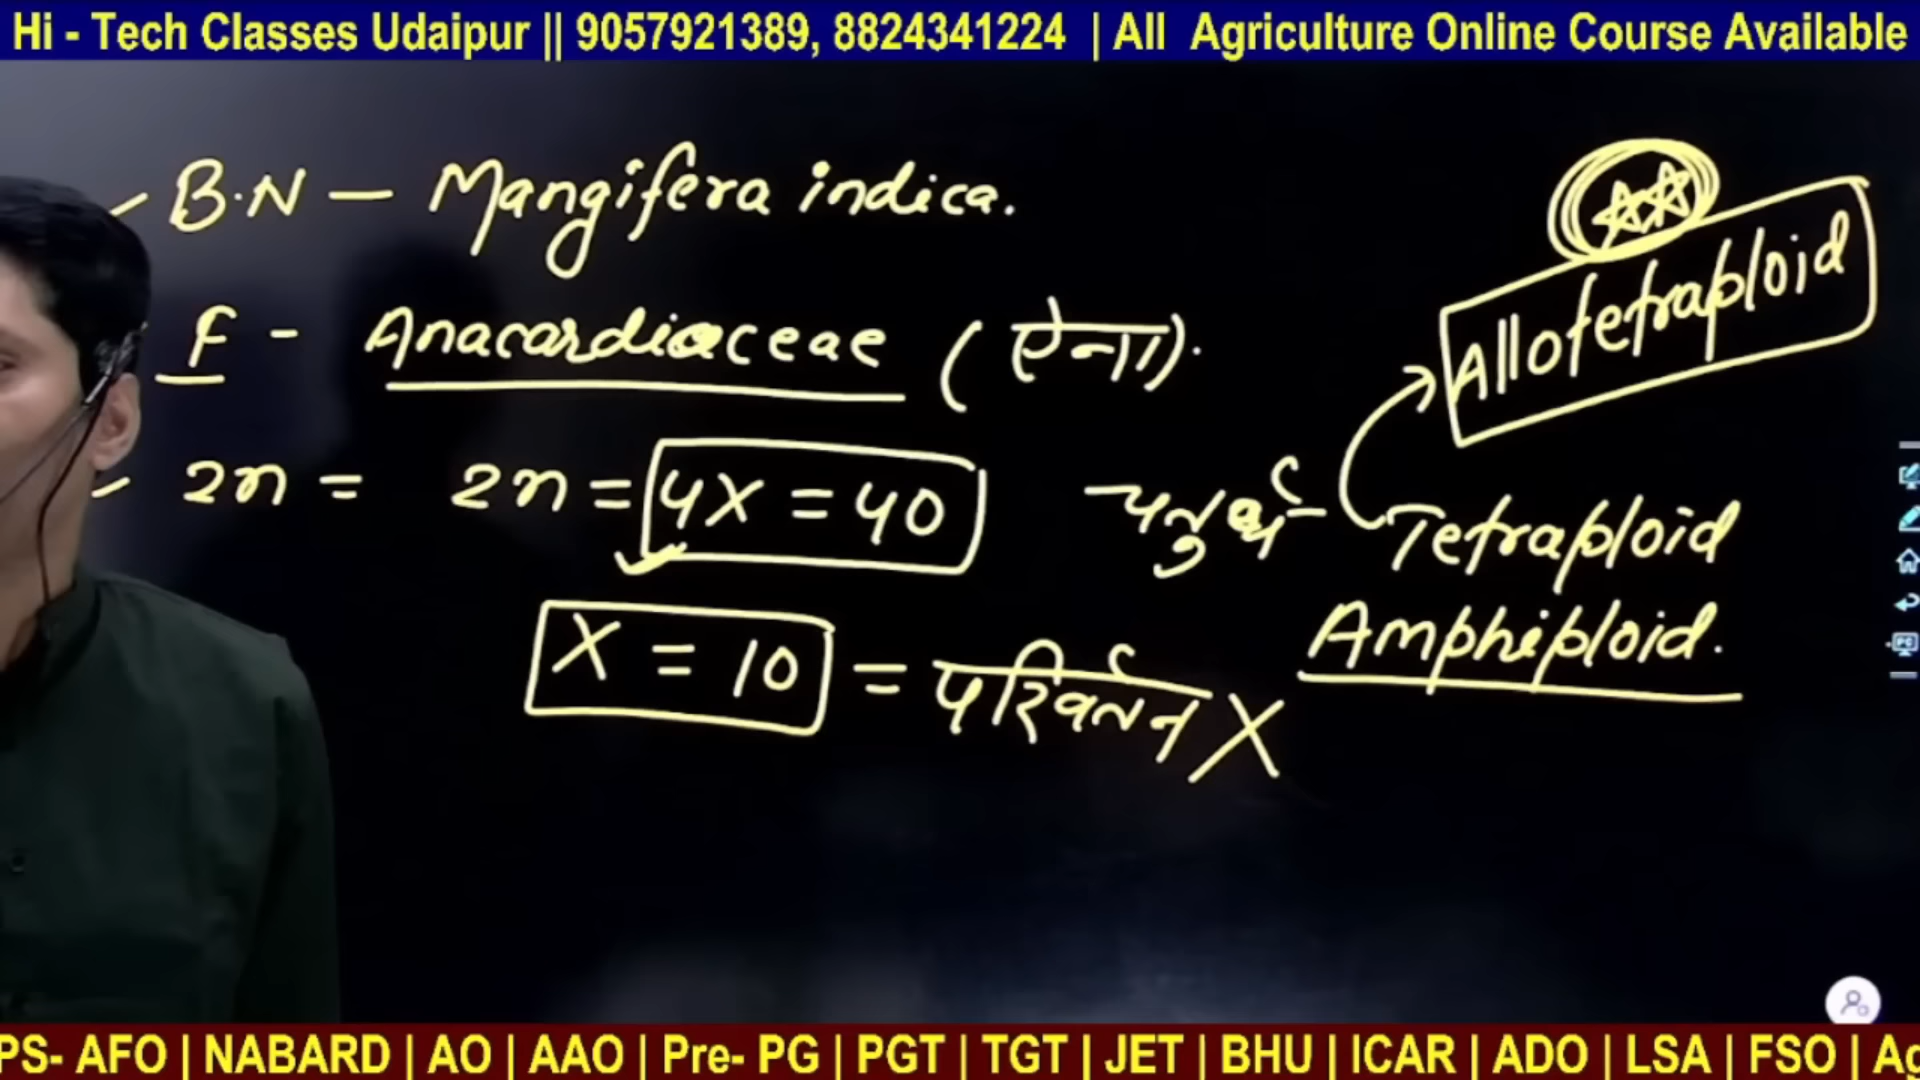 Hi - Tech Classes Udaipur || 9057921389, 8824341224 | All Agriculture Online Course Available
B.N - Mangifera indica.
F - Anacardiaceae (ऐना).
Allotetraploid
2n = 2n = 4X = 40
Tetraploid
Amphiploid.
X = 10 = परिवर्तन X
PS- AFO | NABARD | AO | AAO | Pre- PG | PGT | TGT | JET | BHU | ICAR | ADO | LSA | FSO | Ag